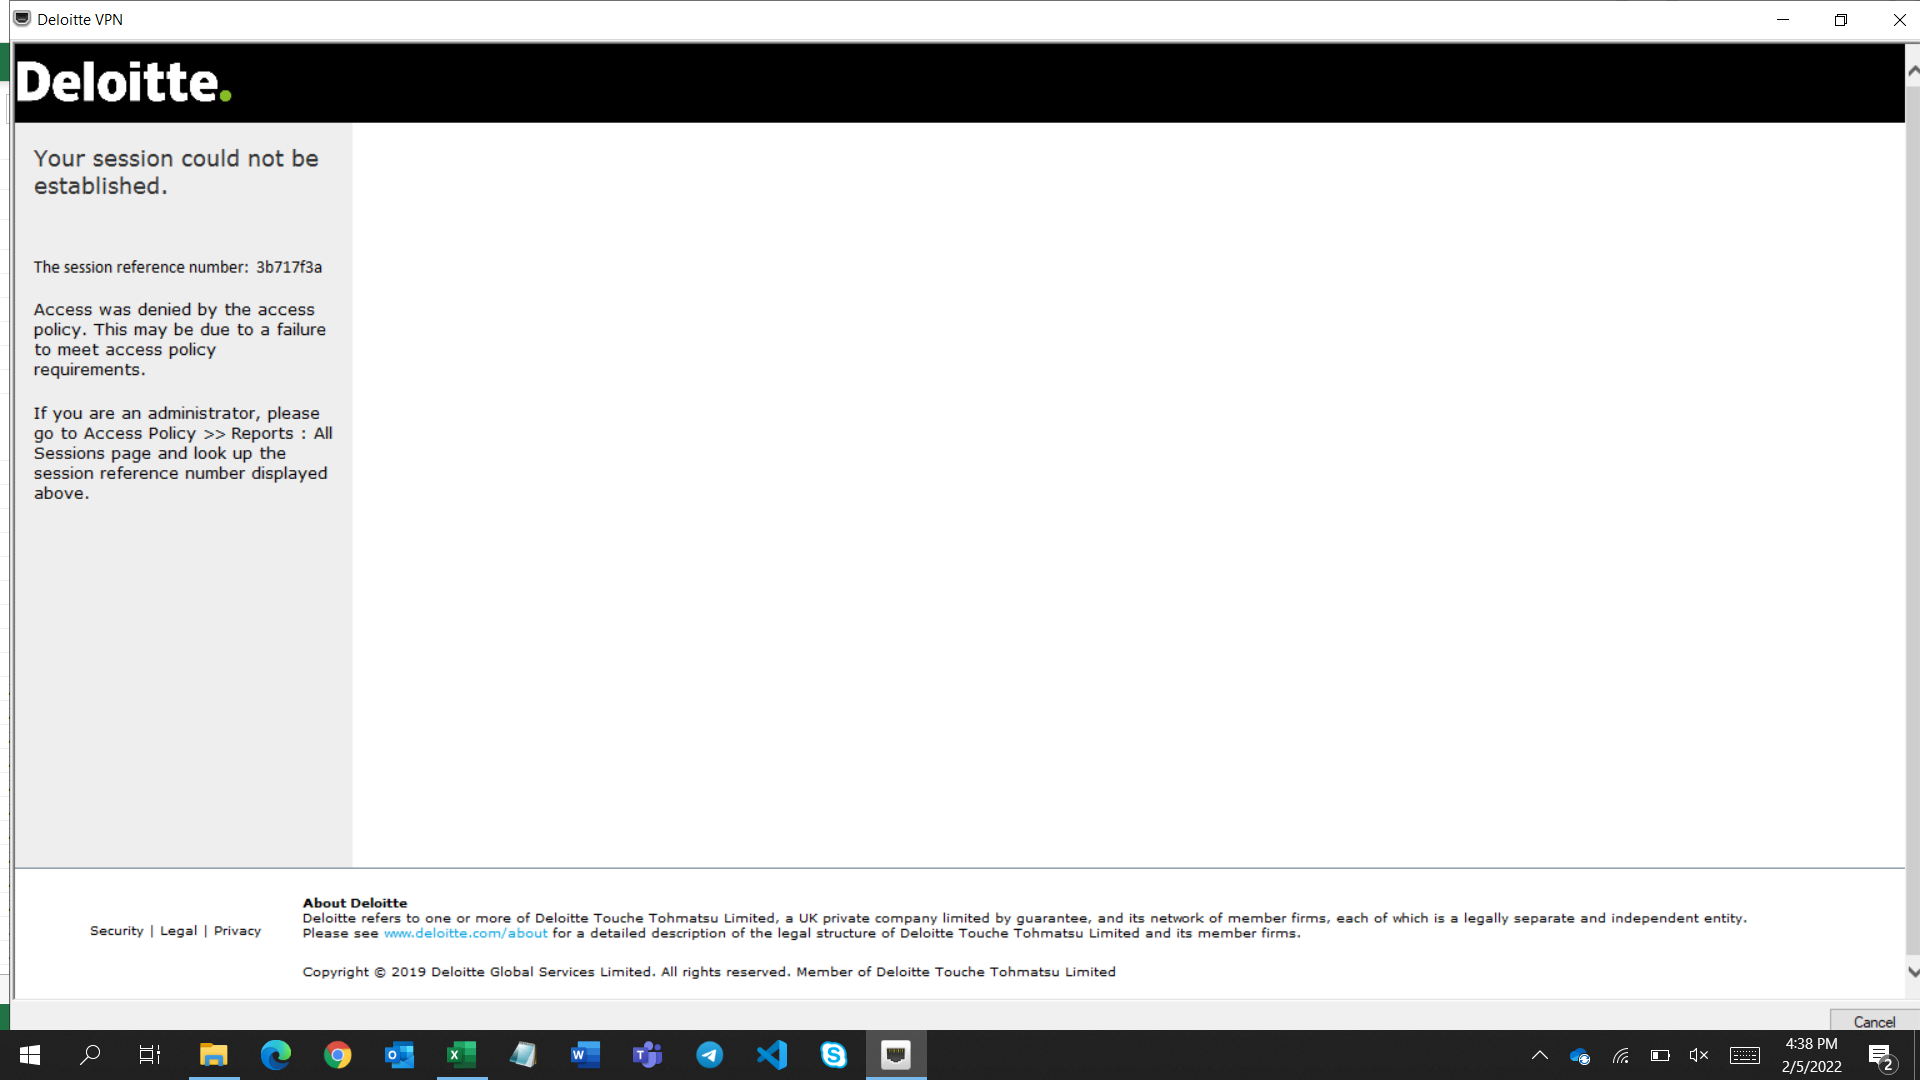 Deloitte VPN
Deloitte.
Your session could not be
established.
The session reference number: 3b717f3a
Access was denied by the access
policy. This may be due to a failure
to meet access policy
requirements.
If you are an administrator, please
go to Access Policy >> Reports : All
Sessions page and look up the
session reference number displayed
above.
Security | Legal | Privacy
About Deloitte
Deloitte refers to one or more of Deloitte Touche Tohmatsu Limited, a UK private company limited by guarantee, and its network of member firms, each of which is a legally separate and independent entity.
Please see www.deloitte.com/about for a detailed description of the legal structure of Deloitte Touche Tohmatsu Limited and its member firms.
Copyright © 2019 Deloitte Global Services Limited. All rights reserved. Member of Deloitte Touche Tohmatsu Limited
Cancel
4:38 PM
2/5/2022
2